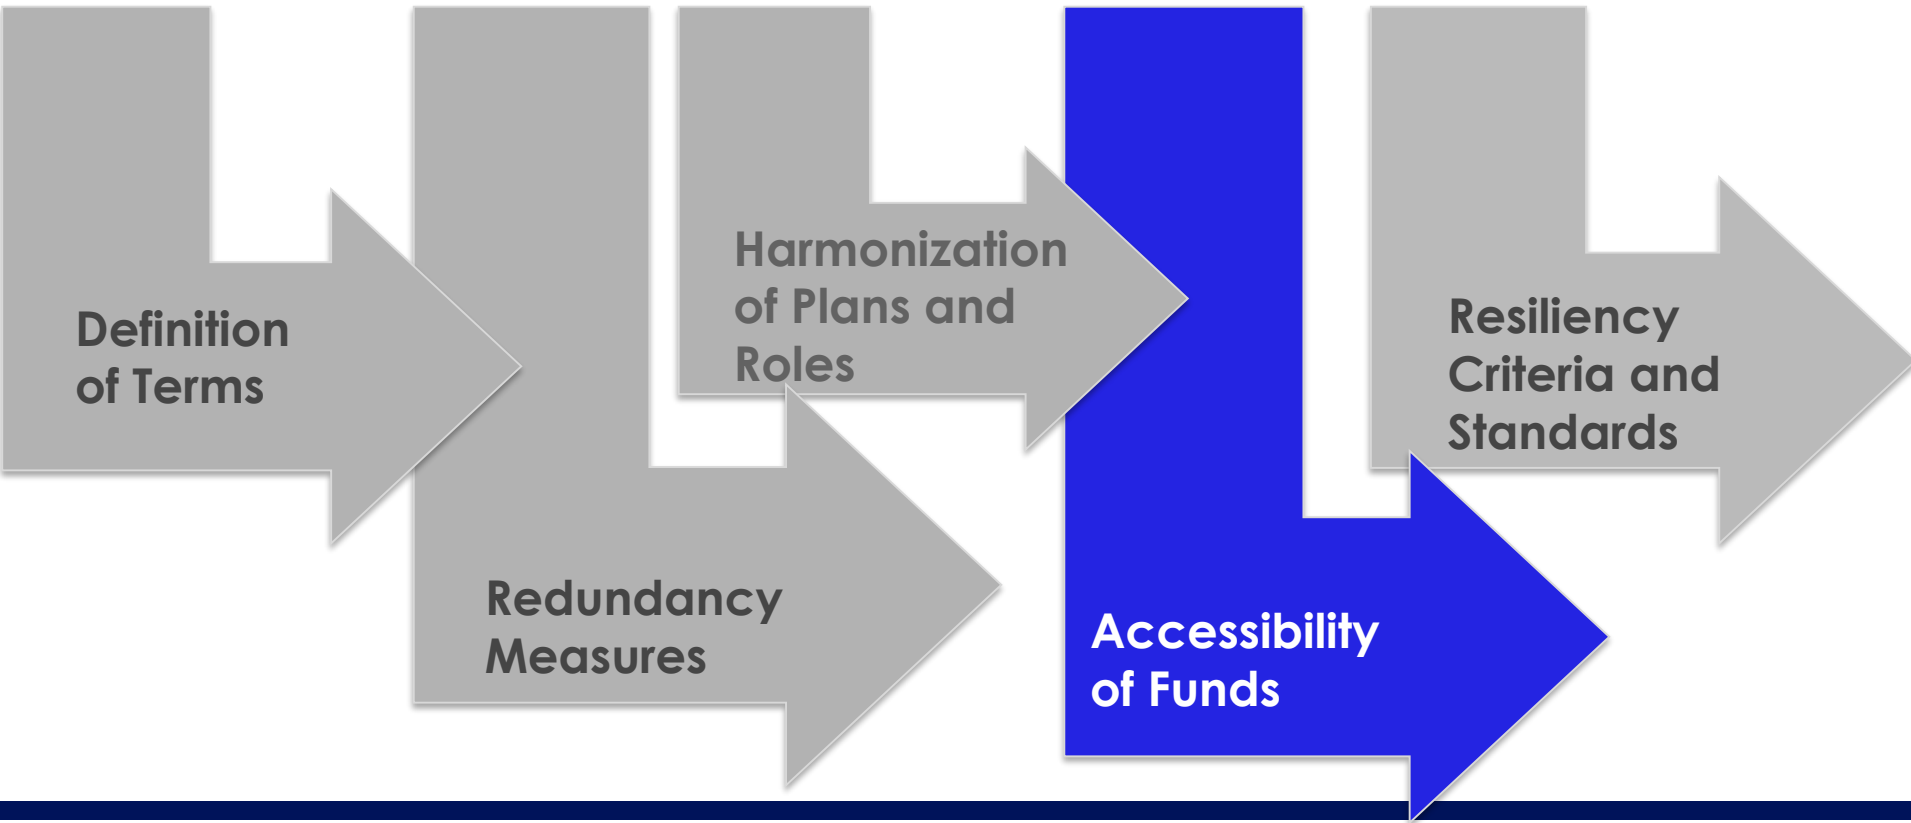 Definition
of Terms
Redundancy
Measures
Harmonization
of Plans and
Roles
Accessibility
of Funds
Resiliency
Criteria and
Standards